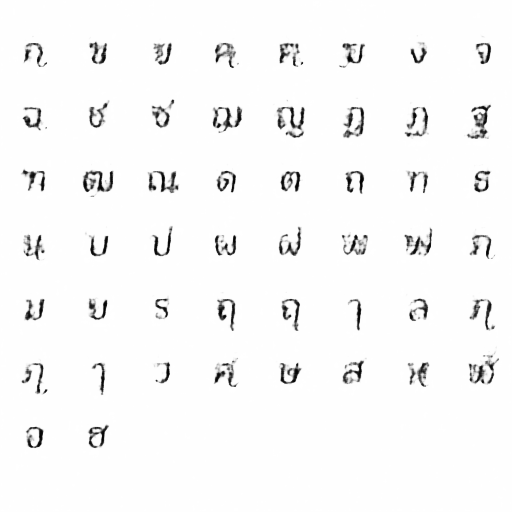 ก ข ฃ ค ฅ ฆ ง จ
ฉ ช ซ ฌ ญ ฎ ฏ ฐ
ฑ ฒ ณ ด ต ถ ท ธ
น บ ป ผ ฝ พ ฟ ภ
ม ย ร ฤ ฤ ๅ ล ฦ
ฦ ๅ ว ศ ษ ส ห ฬ
อ ฮ